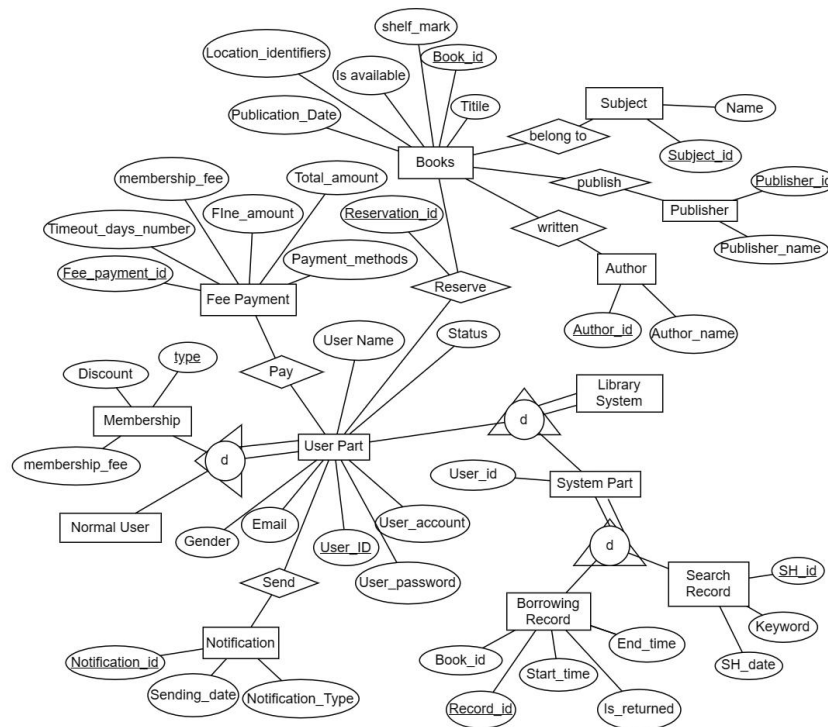 shelf_mark
Location_identifiers
Book_id
Is available
Subject
Name
Titile
Publication_Date
belong to
Subject_id
Books
membership_fee
Total_amount
publish
Publisher_id
FIne_amount
Reservation_id
Publisher
Timeout_days_number
written
Publisher_name
Payment_methods
Fee_payment_id
Author
Reserve
Fee Payment
Author_id
Author_name
User Name
Status
type
Discount
Pay
Library
System
Membership
d
d
User Part
membership_fee
User_id
System Part
Normal User
Gender
Email
User_account
User_ID
d
Send
User_password
Search
Record
SH_id
Borrowing
Record
Keyword
Notification
End_time
Book_id
Notification_id
SH_date
Start_time
Sending_date
Notification_Type
Record_id
Is_returned